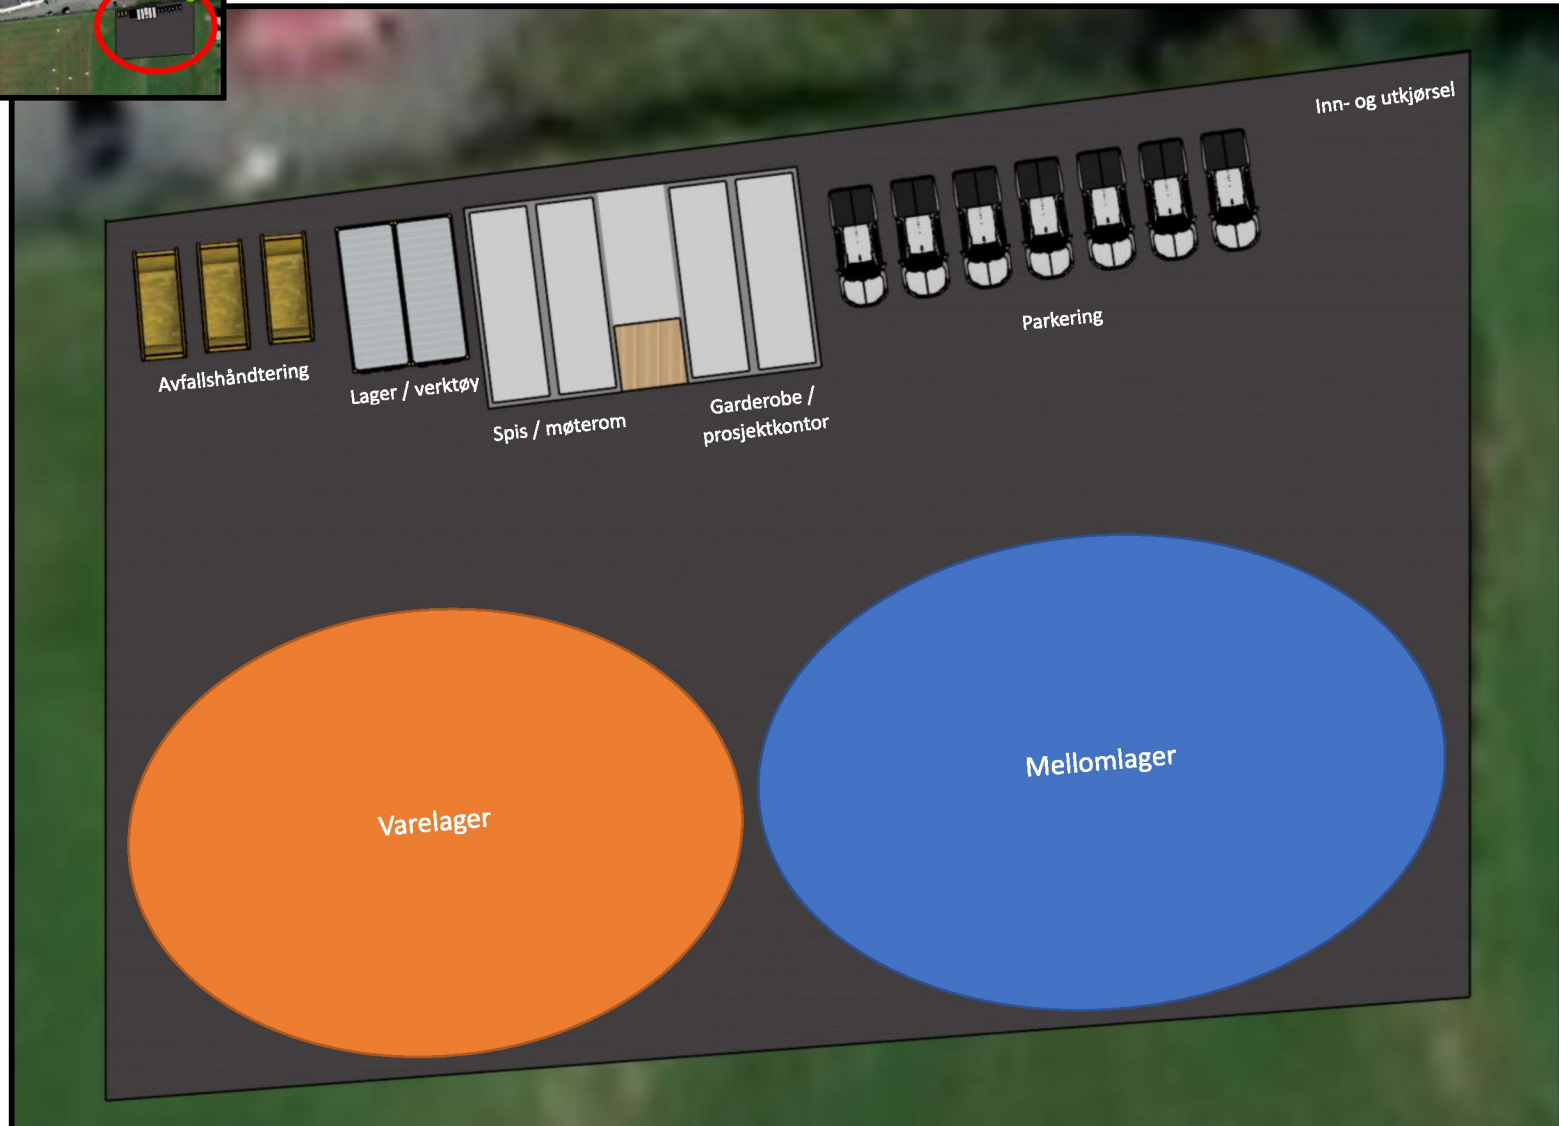 Inn- og utkjørsel
Parkering
Avfallshåndtering
Lager / verktøy
Spis / møterom
Garderobe /
prosjektkontor
Varelager
Mellomlager